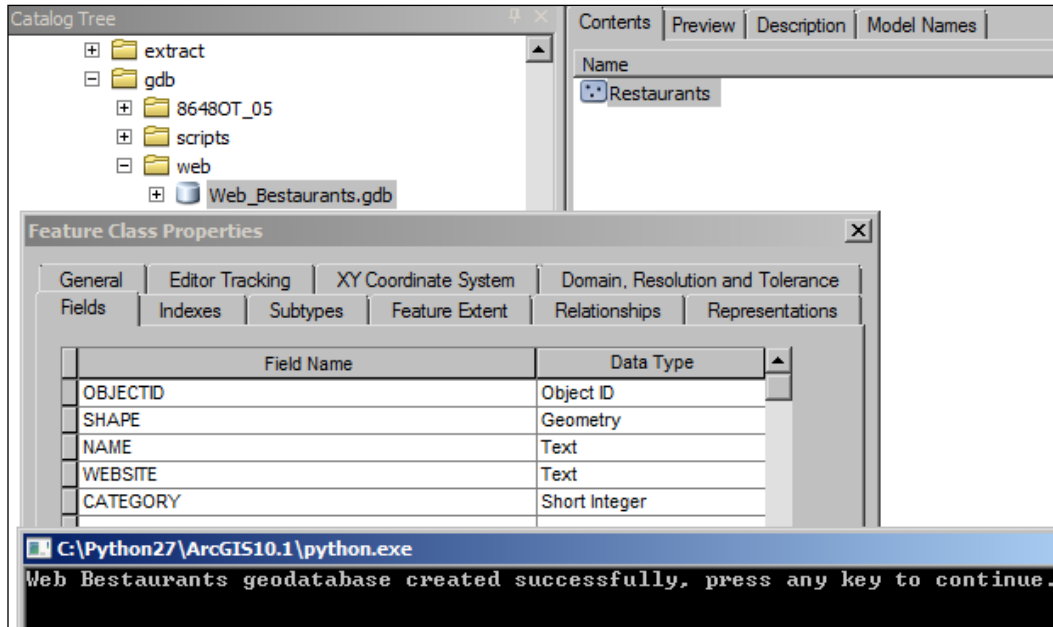 Catalog Tree
extract
gdb
8648OT_05
scripts
web
Web_Bestaurants.gdb
Contents Preview Description Model Names
Name
Restaurants
Feature Class Properties
General Editor Tracking XY Coordinate System Domain, Resolution and Tolerance
Fields Indexes Subtypes Feature Extent Relationships Representations
Field Name Data Type
OBJECTID Object ID
SHAPE Geometry
NAME Text
WEBSITE Text
CATEGORY Short Integer
C:\Python27\ArcGIS10.1\python.exe
Web Bestaurants geodatabase created successfully, press any key to continue.